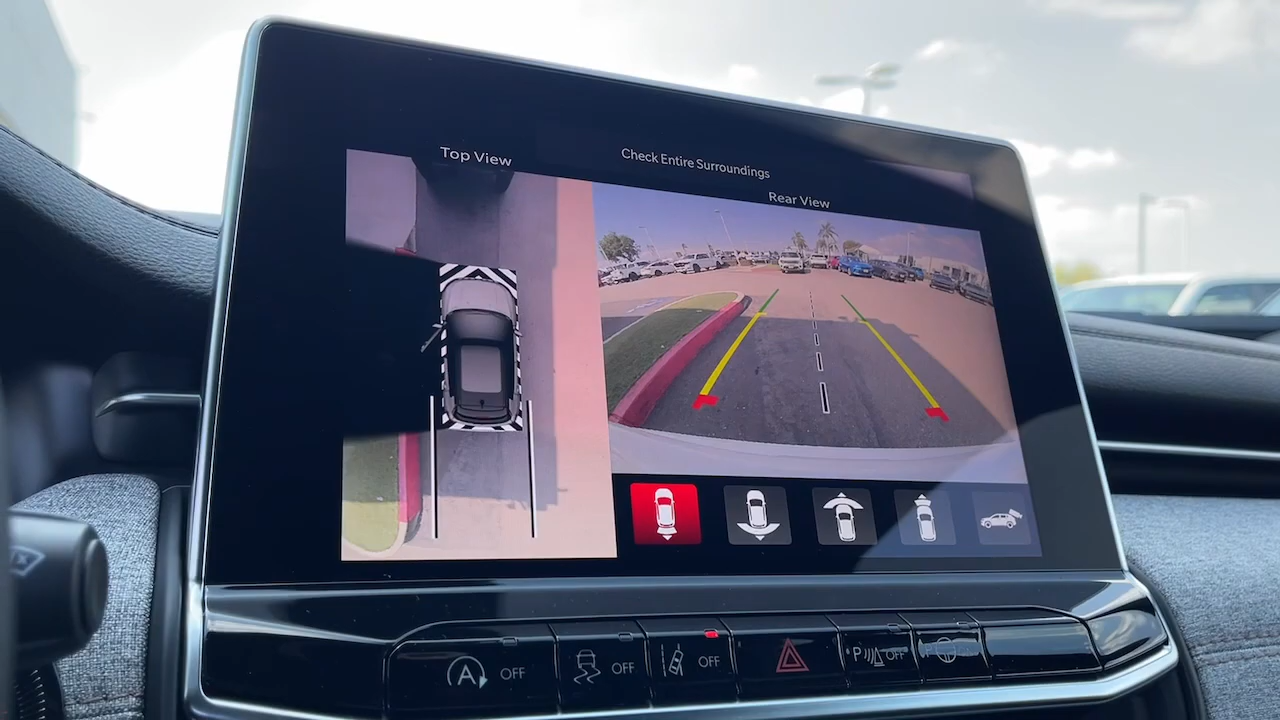 Top View
Check Entire Surroundings
Rear View
A OFF
OFF
OFF
P OFF
P